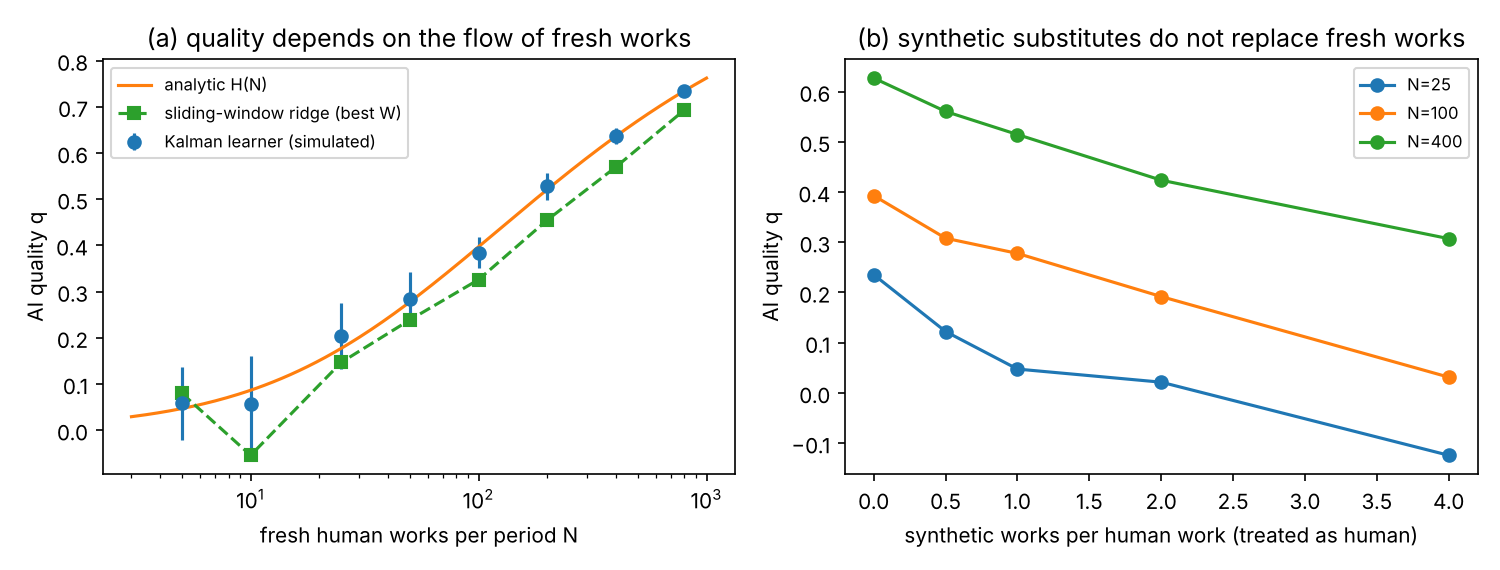 (a) quality depends on the flow of fresh works
0.8
0.7
0.6
0.5
0.4
0.3
0.2
0.1
0.0
AI quality q
analytic H(N)
sliding-window ridge (best W)
Kalman learner (simulated)
10¹
10²
10³
fresh human works per period N
(b) synthetic substitutes do not replace fresh works
0.6
0.5
0.4
0.3
0.2
0.1
0.0
−0.1
AI quality q
N=25
N=100
N=400
0.0 0.5 1.0 1.5 2.0 2.5 3.0 3.5 4.0
synthetic works per human work (treated as human)